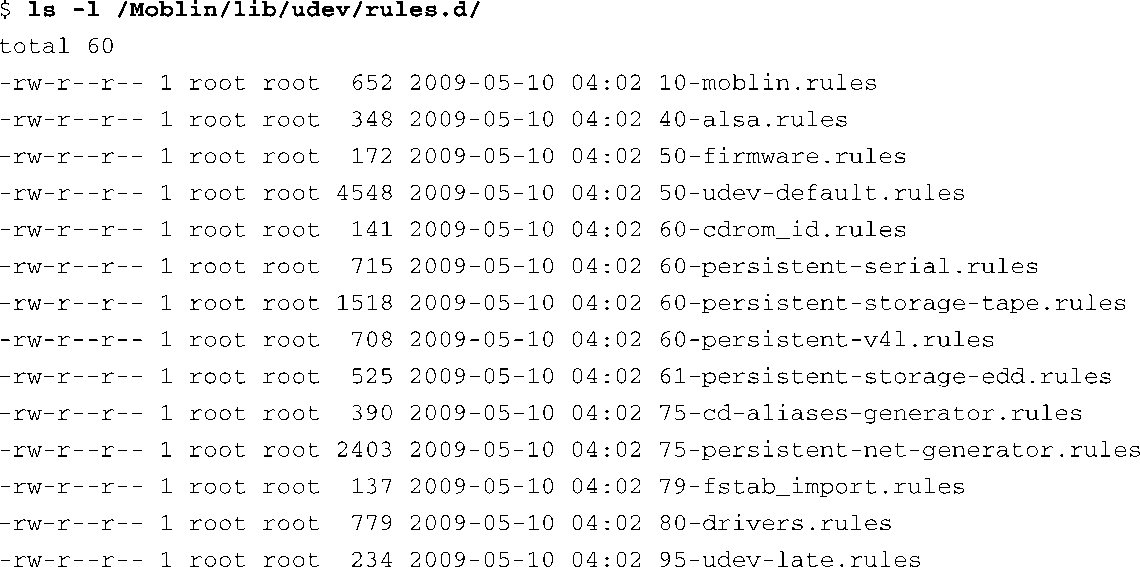 $ ls -l /Moblin/lib/udev/rules.d/
total 60
-rw-r--r-- 1 root root  652 2009-05-10 04:02 10-moblin.rules
-rw-r--r-- 1 root root  348 2009-05-10 04:02 40-alsa.rules
-rw-r--r-- 1 root root  172 2009-05-10 04:02 50-firmware.rules
-rw-r--r-- 1 root root 4548 2009-05-10 04:02 50-udev-default.rules
-rw-r--r-- 1 root root  141 2009-05-10 04:02 60-cdrom_id.rules
-rw-r--r-- 1 root root  715 2009-05-10 04:02 60-persistent-serial.rules
-rw-r--r-- 1 root root 1518 2009-05-10 04:02 60-persistent-storage-tape.rules
-rw-r--r-- 1 root root  708 2009-05-10 04:02 60-persistent-v4l.rules
-rw-r--r-- 1 root root  525 2009-05-10 04:02 61-persistent-storage-edd.rules
-rw-r--r-- 1 root root  390 2009-05-10 04:02 75-cd-aliases-generator.rules
-rw-r--r-- 1 root root 2403 2009-05-10 04:02 75-persistent-net-generator.rules
-rw-r--r-- 1 root root  137 2009-05-10 04:02 79-fstab_import.rules
-rw-r--r-- 1 root root  779 2009-05-10 04:02 80-drivers.rules
-rw-r--r-- 1 root root  234 2009-05-10 04:02 95-udev-late.rules